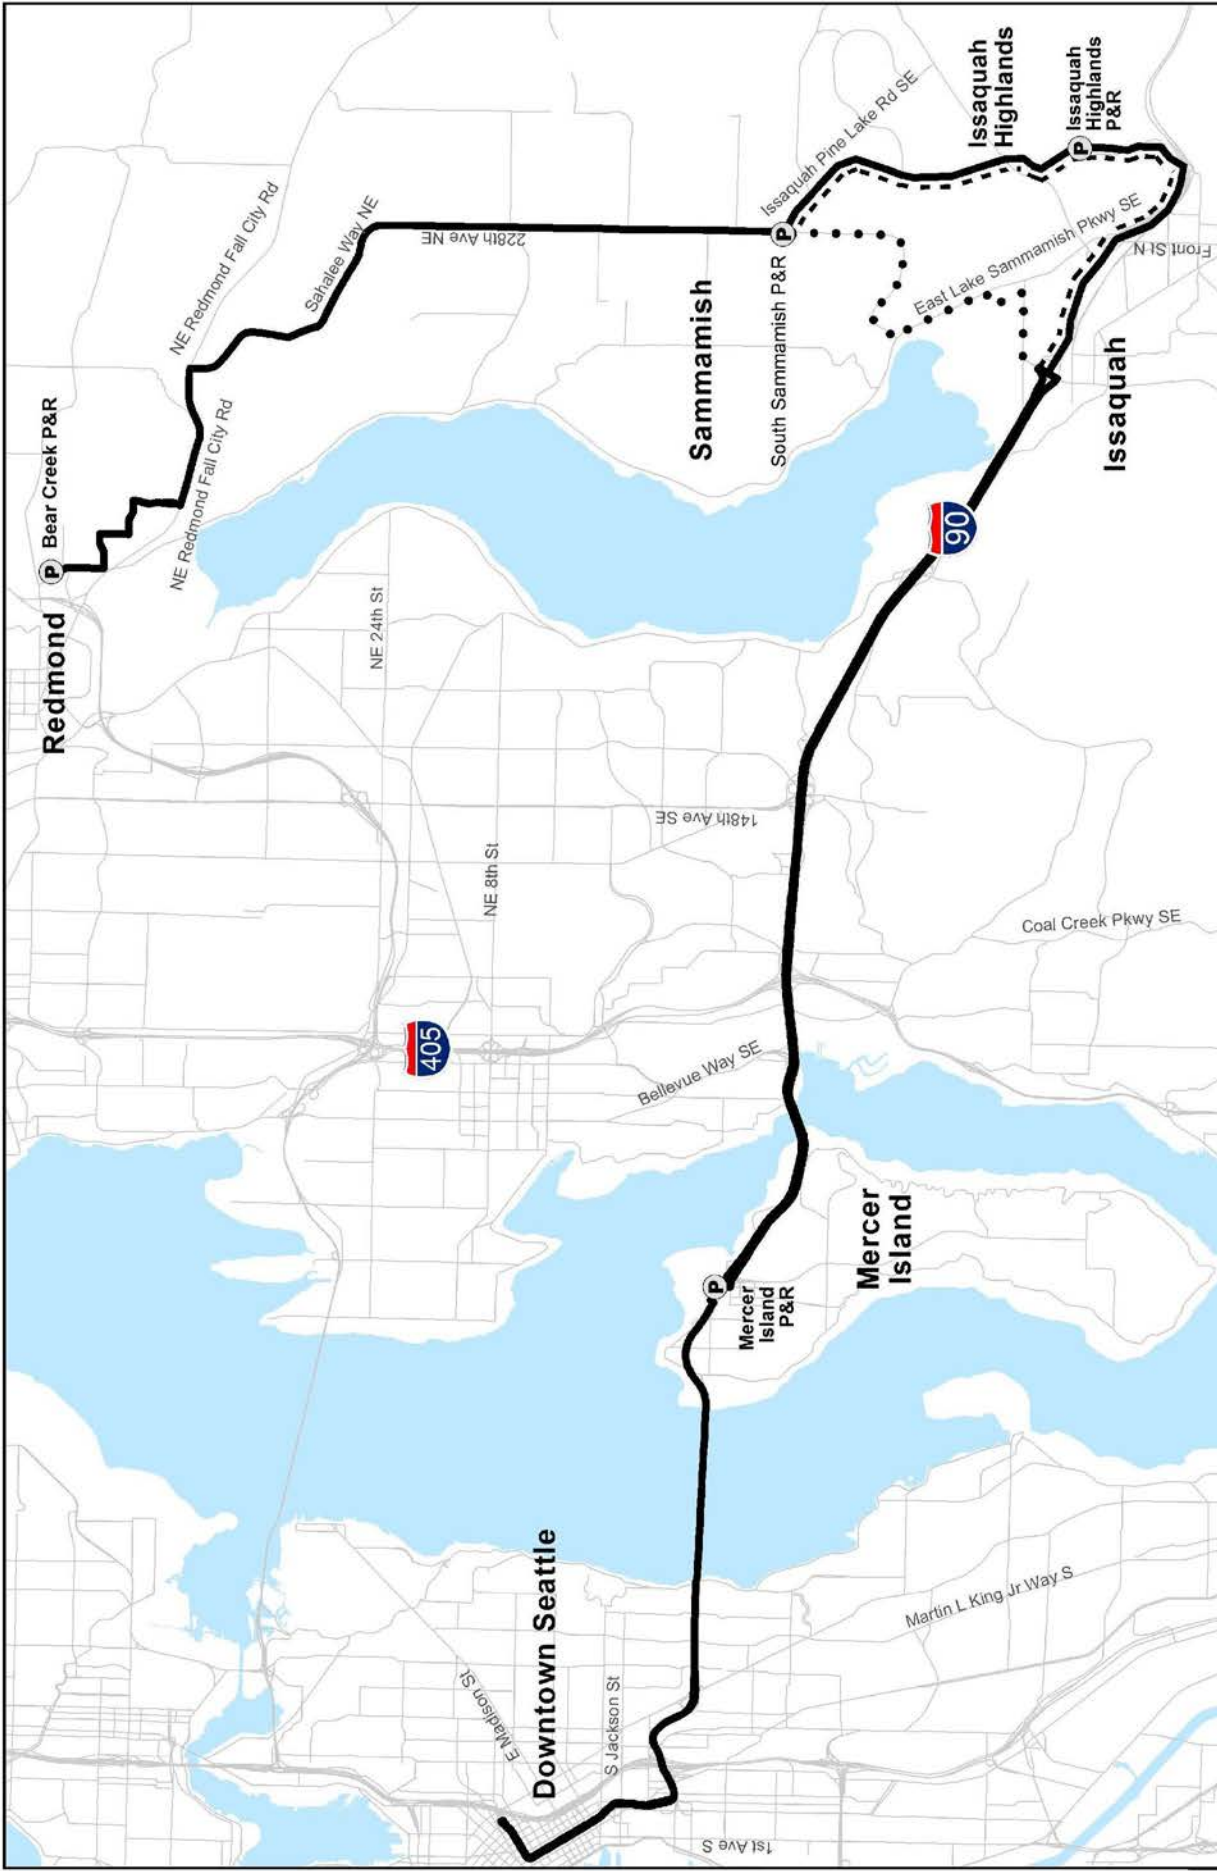 Redmond
Bear Creek P&R
P
NE Redmond Fall City Rd
NE Redmond Fall City Rd
Sahalee Way NE
228th Ave NE
NE 24th St
405
NE 8th St
E Madison St
Downtown Seattle
S Jackson St
1st Ave S
Bellevue Way SE
148th Ave SE
Sammamish
South Sammamish P&R
P
Issaquah Pine Lake Rd SE
Issaquah
Highlands
P
Issaquah
Highlands
P&R
East Lake Sammamish Pkwy SE
Front St N
Issaquah
90
P
Mercer
Island
P&R
Mercer
Island
Coal Creek Pkwy SE
Martin L King Jr Way S